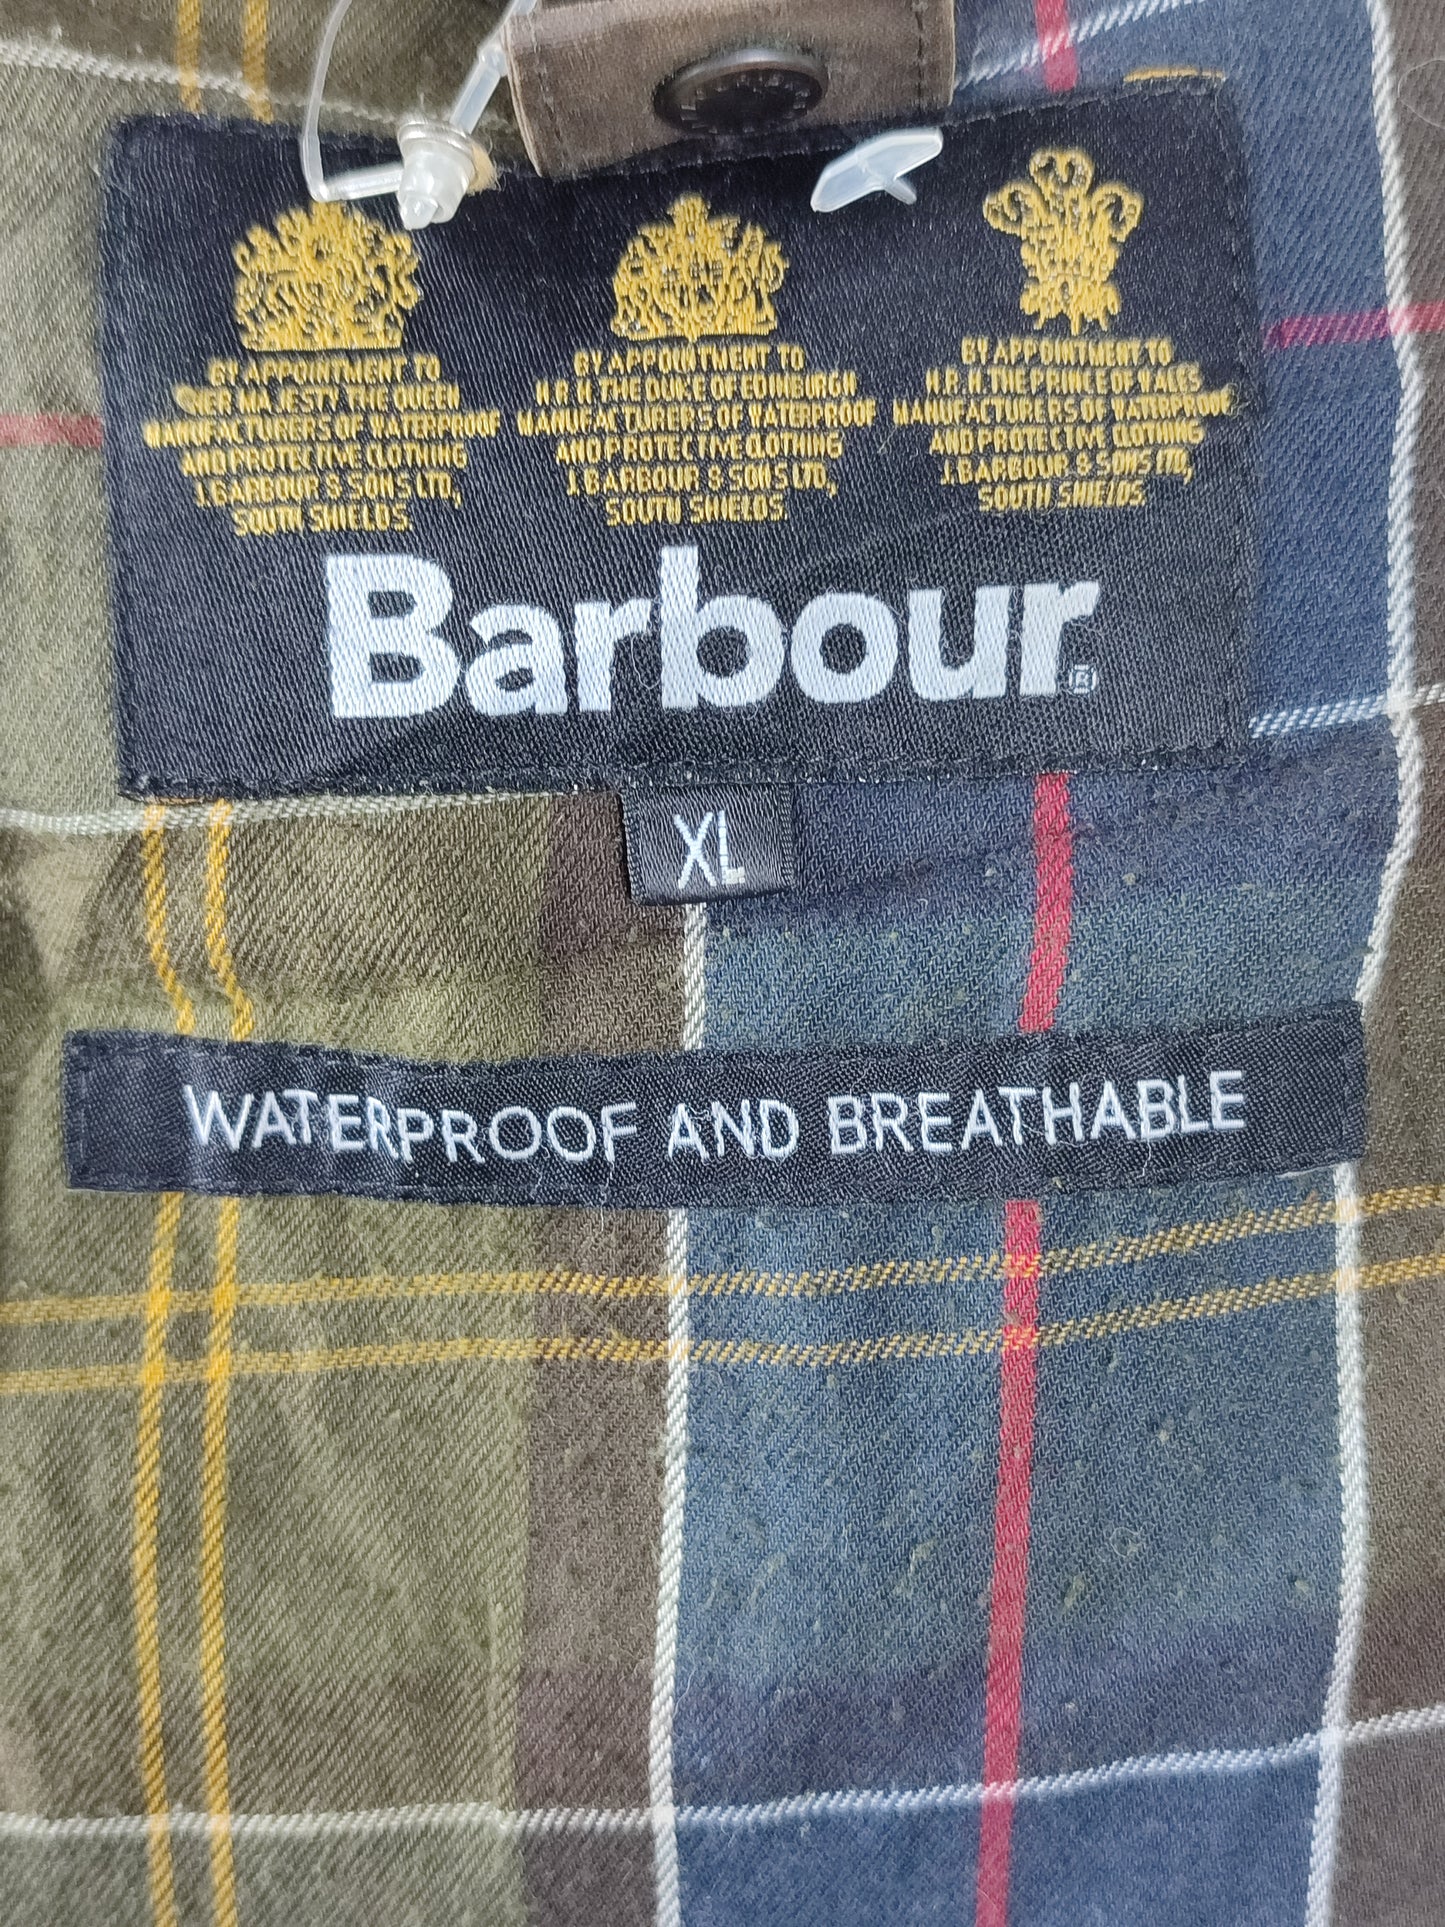 BY APPOINTMENT TO
HER MAJESTY THE QUEEN
MANUFACTURERS OF WATERPROOF
AND PROTECTIVE CLOTHING
J. BARBOUR & SONS LTD,
SOUTH SHIELDS.
BY APPOINTMENT TO
H.R.H. THE DUKE OF EDINBURGH
MANUFACTURERS OF WATERPROOF
AND PROTECTIVE CLOTHING
J. BARBOUR & SONS LTD,
SOUTH SHIELDS.
BY APPOINTMENT TO
H.R.H. THE PRINCE OF WALES
MANUFACTURERS OF WATERPROOF
AND PROTECTIVE CLOTHING
J. BARBOUR & SONS LTD,
SOUTH SHIELDS.
Barbour®
XL
WATERPROOF AND BREATHABLE